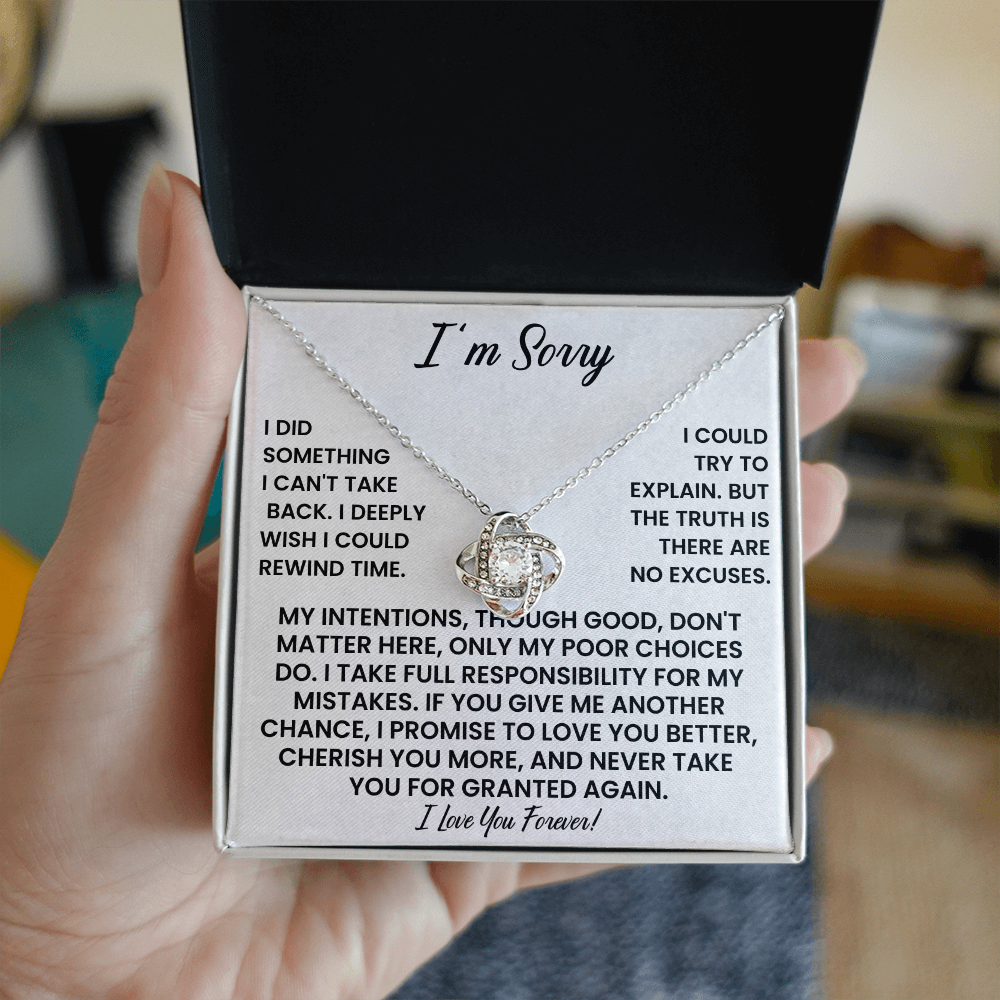 I'm Sorry
I DID
SOMETHING
I CAN'T TAKE
BACK. I DEEPLY
WISH I COULD
REWIND TIME.
I COULD
TRY TO
EXPLAIN. BUT
THE TRUTH IS
THERE ARE
NO EXCUSES.
MY INTENTIONS, THOUGH GOOD, DON'T
MATTER HERE, ONLY MY POOR CHOICES
DO. I TAKE FULL RESPONSIBILITY FOR MY
MISTAKES. IF YOU GIVE ME ANOTHER
CHANCE, I PROMISE TO LOVE YOU BETTER,
CHERISH YOU MORE, AND NEVER TAKE
YOU FOR GRANTED AGAIN.
I Love You Forever!